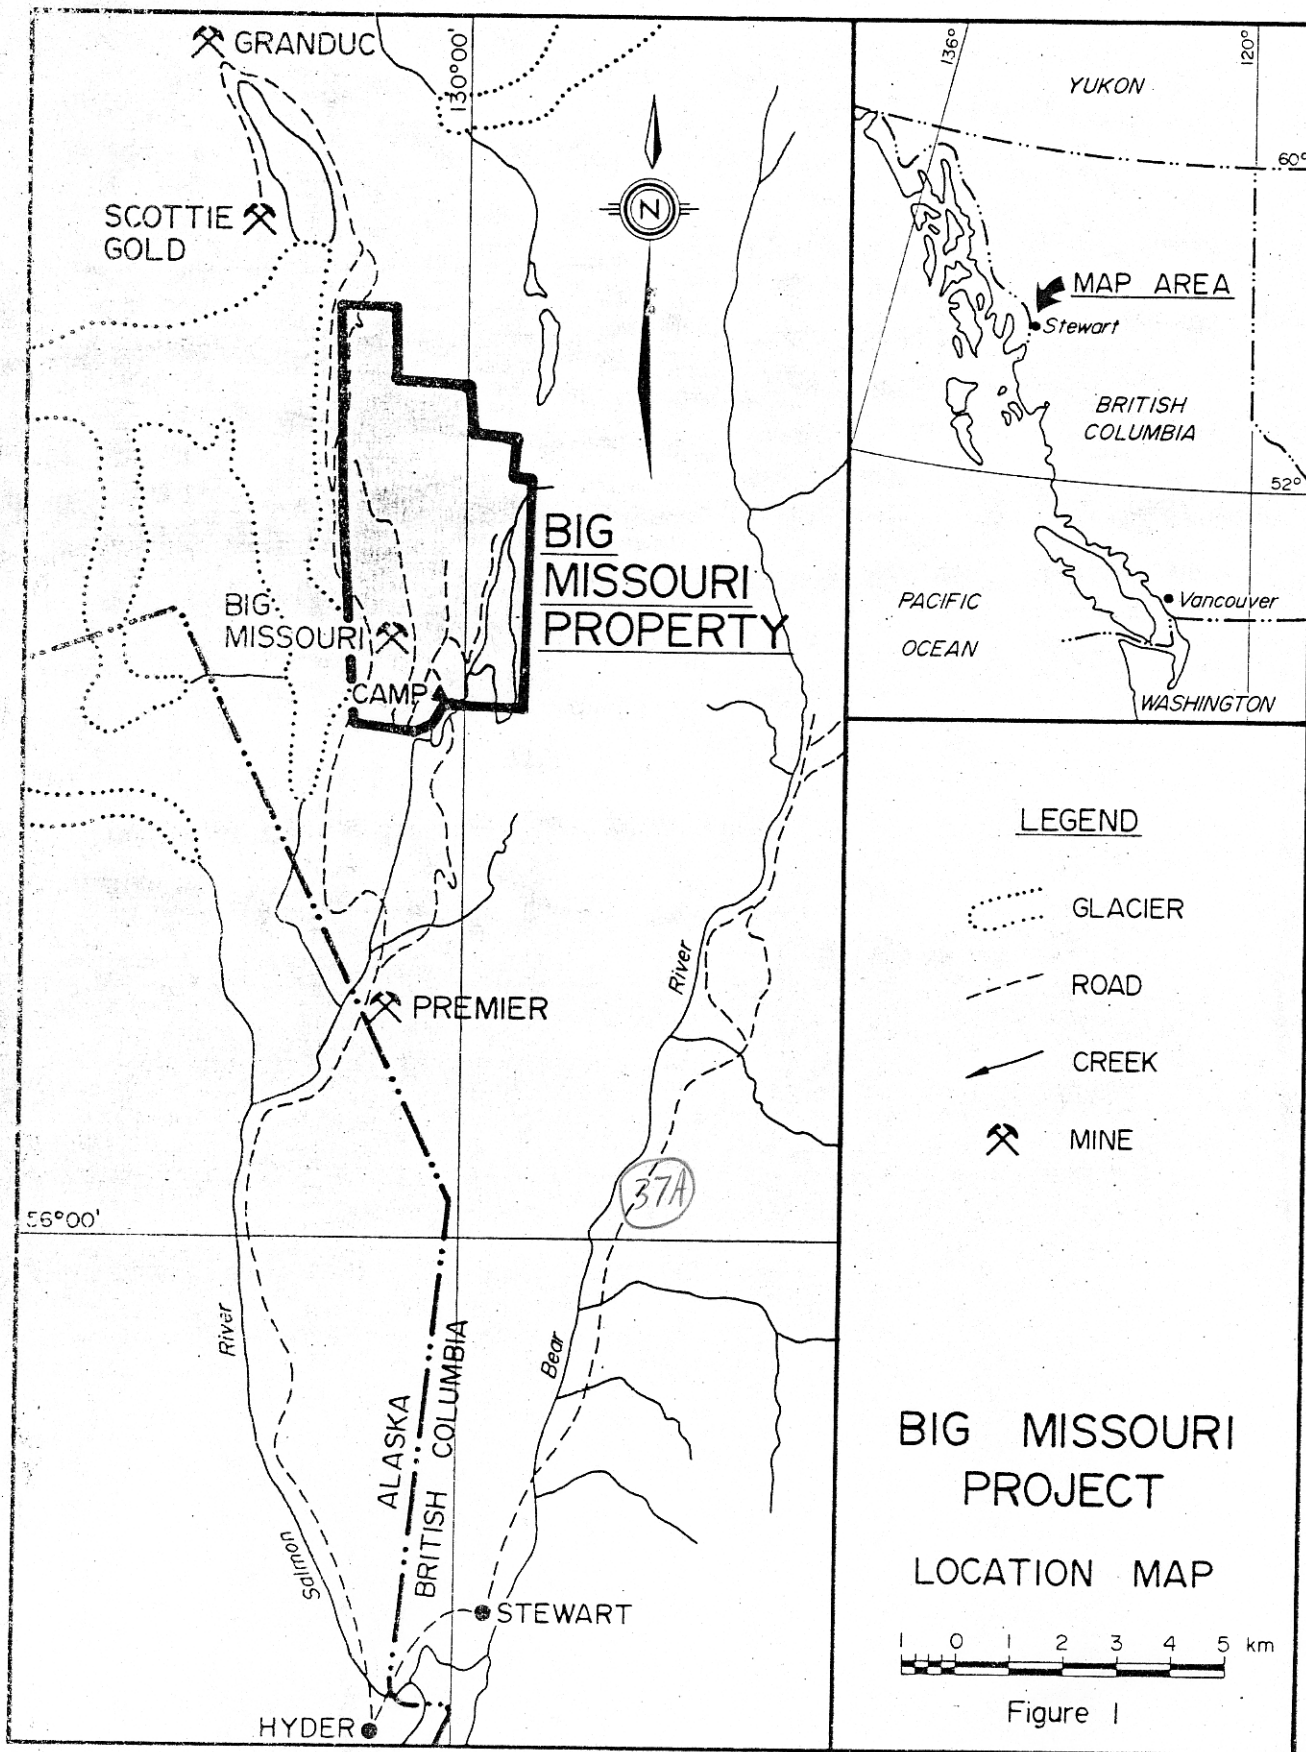 GRANDUC
130°00'
SCOTTIE
GOLD
N
BIG
MISSOURI
PROPERTY
BIG
MISSOURI
CAMP
PREMIER
River
37A
56°00'
River
Salmon
Bear
ALASKA
BRITISH COLUMBIA
STEWART
HYDER
136°
120°
YUKON
60°
MAP AREA
Stewart
BRITISH
COLUMBIA
52°
PACIFIC
OCEAN
Vancouver
WASHINGTON
LEGEND
GLACIER
ROAD
CREEK
MINE
BIG MISSOURI
PROJECT
LOCATION MAP
1 0 1 2 3 4 5 km
Figure 1